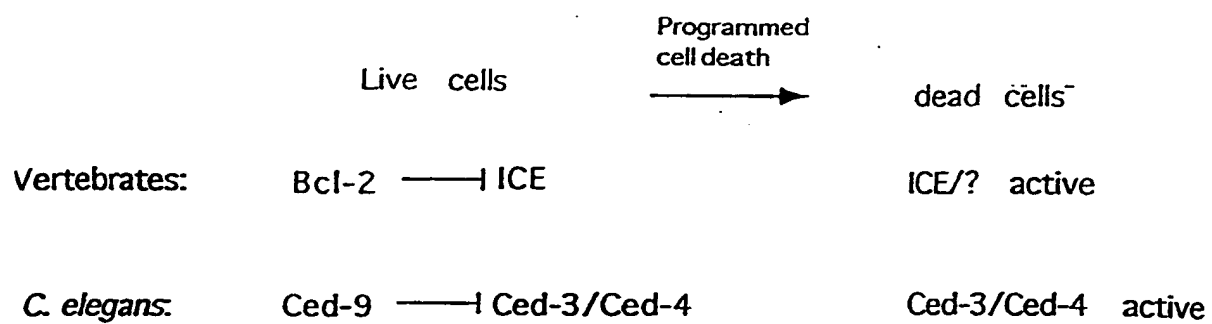 Programmed
cell death
Live cells
dead cells
Vertebrates: Bcl-2 ICE ICE/? active
C. elegans: Ced-9 Ced-3/Ced-4 Ced-3/Ced-4 active